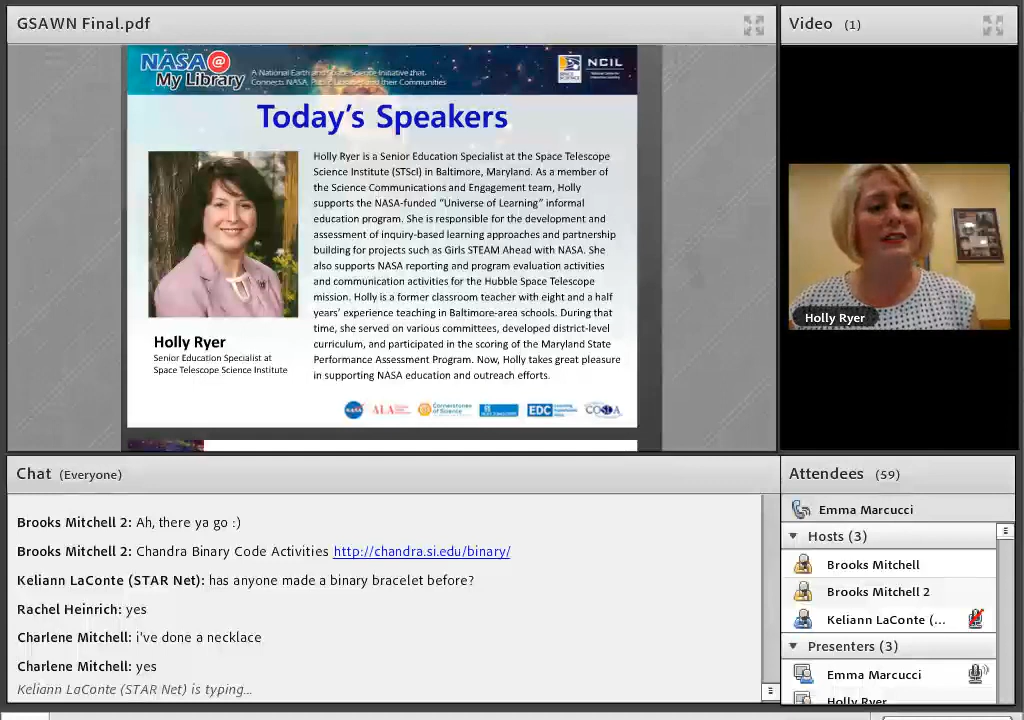 GSAWN Final.pdf
NASA@
My Library
A National Earth and Space Science Initiative that
Connects NASA, Public Libraries and their Communities
SPACE
SCIENCE
NCIL
Today's Speakers
Holly Ryer is a Senior Education Specialist at the Space Telescope
Science Institute (STScI) in Baltimore, Maryland. As a member of
the Science Communications and Engagement team, Holly
supports the NASA-funded “Universe of Learning” informal
education program. She is responsible for the development and
assessment of inquiry-based learning approaches and partnership
building for projects such as Girls STEAM Ahead with NASA. She
also supports NASA reporting and program evaluation activities
and communication activities for the Hubble Space Telescope
mission. Holly is a former classroom teacher with eight and a half
years’ experience teaching in Baltimore-area schools. During that
time, she served on various committees, developed district-level
curriculum, and participated in the scoring of the Maryland State
Performance Assessment Program. Now, Holly takes great pleasure
in supporting NASA education and outreach efforts.
Holly Ryer
Senior Education Specialist at
Space Telescope Science Institute
NASA
ALA
Cornerstones
of Science
EDC
COSLA
Video (1)
Holly Ryer
Chat (Everyone)
Brooks Mitchell 2: Ah, there ya go :)
Brooks Mitchell 2: Chandra Binary Code Activities http://chandra.si.edu/binary/
Keliann LaConte (STAR Net): has anyone made a binary bracelet before?
Rachel Heinrich: yes
Charlene Mitchell: i've done a necklace
Charlene Mitchell: yes
Keliann LaConte (STAR Net) is typing...
Attendees (59)
Emma Marcucci
Hosts (3)
Brooks Mitchell
Brooks Mitchell 2
Keliann LaConte (...
Presenters (3)
Emma Marcucci
Holly Ryer